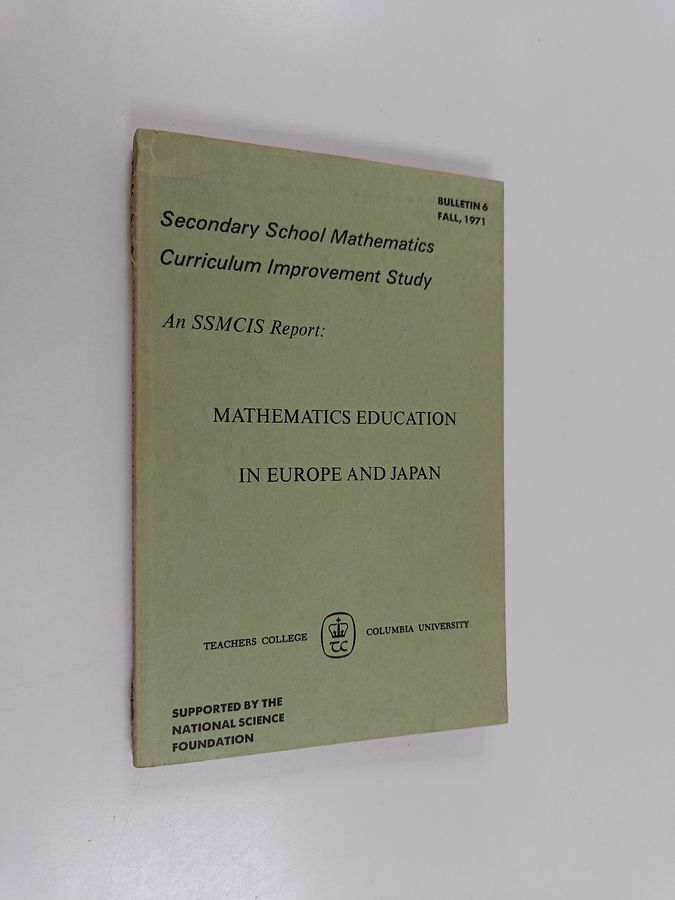 BULLETIN 6
FALL, 1971
Secondary School Mathematics
Curriculum Improvement Study
An SSMCIS Report:
MATHEMATICS EDUCATION
IN EUROPE AND JAPAN
TEACHERS COLLEGE
TC
COLUMBIA UNIVERSITY
SUPPORTED BY THE
NATIONAL SCIENCE
FOUNDATION